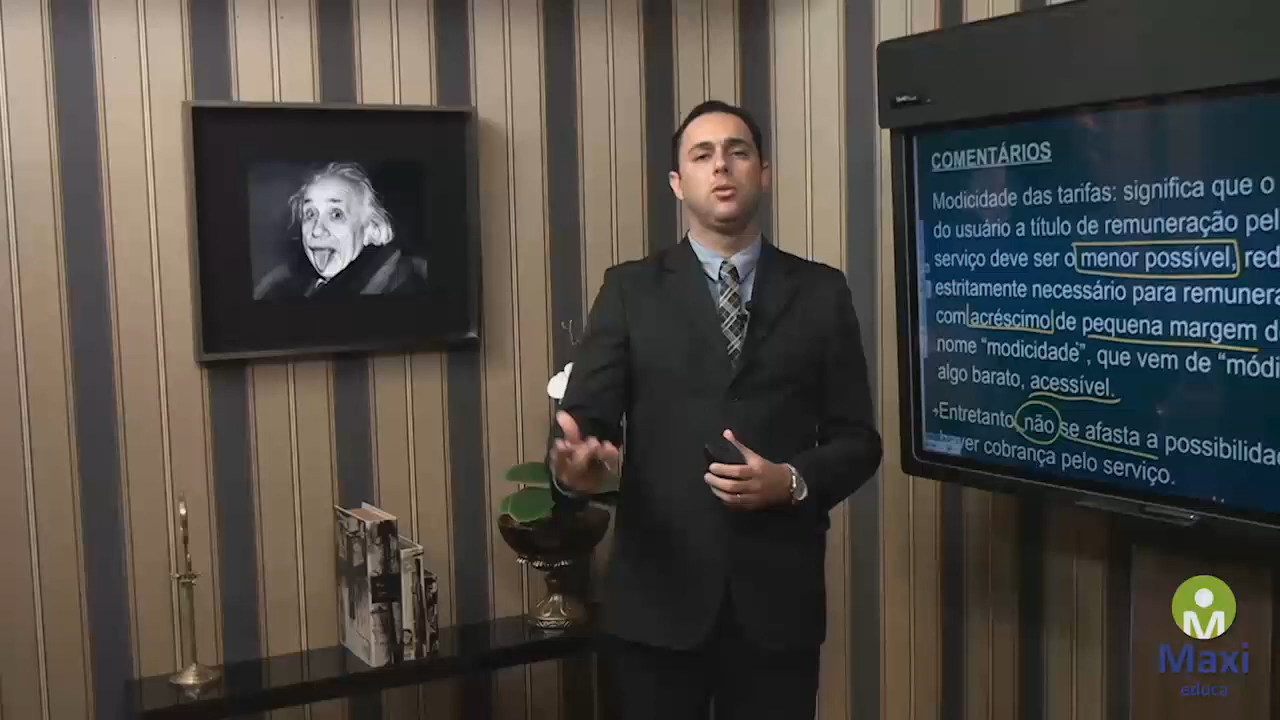 COMENTÁRIOS
Modicidade das tarifas: significa que o
do usuário a título de remuneração pel
serviço deve ser o menor possível, red
estritamente necessário para remunera
com acréscimo de pequena margem d
nome “modicidade”, que vem de “módi
algo barato, acessível.
Entretanto não se afasta a possibilida
cobrança pelo serviço.
M
Maxi
educa